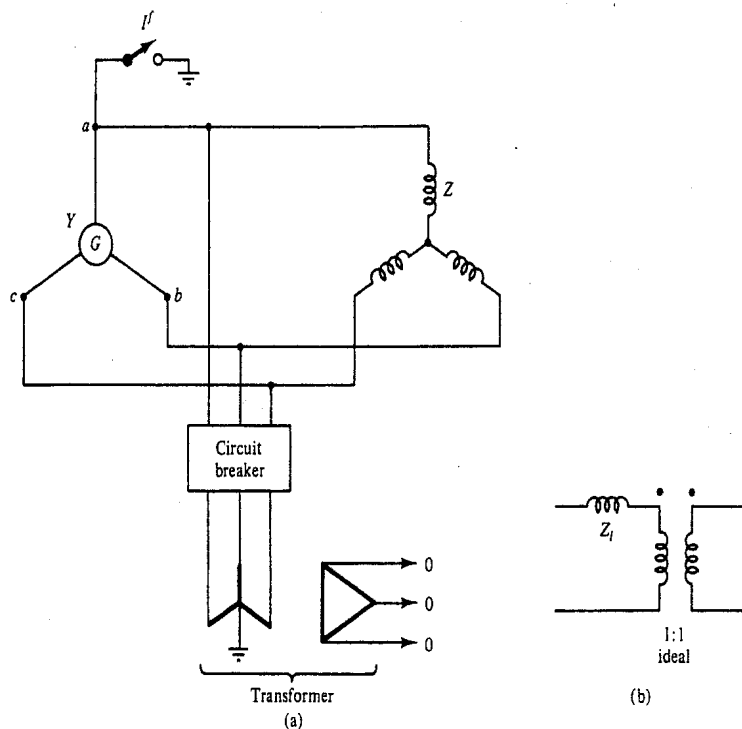 I^f
a
Z
Y
G
c
b
Circuit
breaker
0
0
0
Z_l
1:1
ideal
Transformer
(a)
(b)